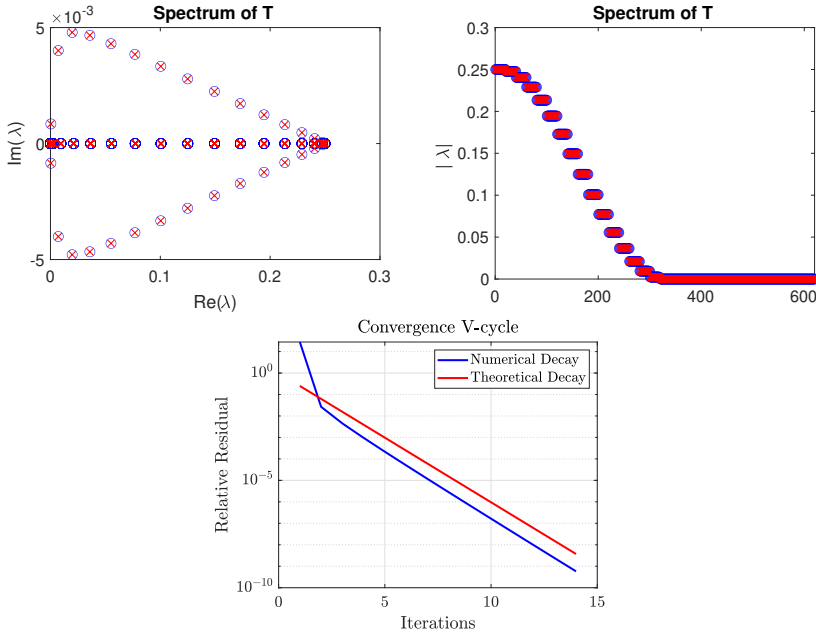 Spectrum of T
×10⁻³
5
0
-5
Im(λ)
0
0.1
0.2
0.3
Re(λ)
Spectrum of T
0.3
0.25
0.2
0.15
0.1
0.05
0
| λ|
0
200
400
600
Convergence V-cycle
Numerical Decay
Theoretical Decay
10⁰
10⁻⁵
10⁻¹⁰
Relative Residual
0
5
10
15
Iterations